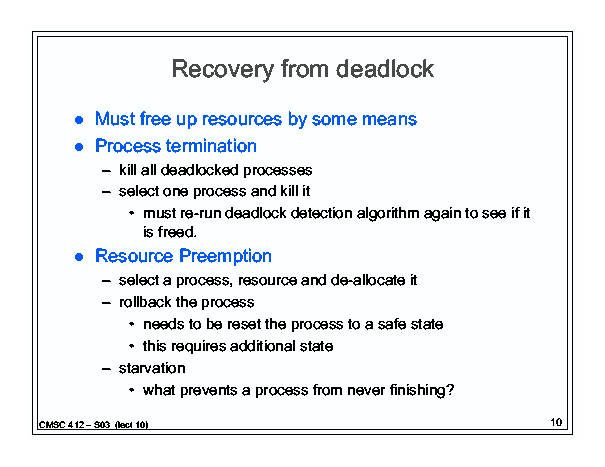 Recovery from deadlock
● Must free up resources by some means
● Process termination
– kill all deadlocked processes
– select one process and kill it
• must re-run deadlock detection algorithm again to see if it
is freed.
● Resource Preemption
– select a process, resource and de-allocate it
– rollback the process
• needs to be reset the process to a safe state
• this requires additional state
– starvation
• what prevents a process from never finishing?
CMSC 412 – S03 (lect 10)
10